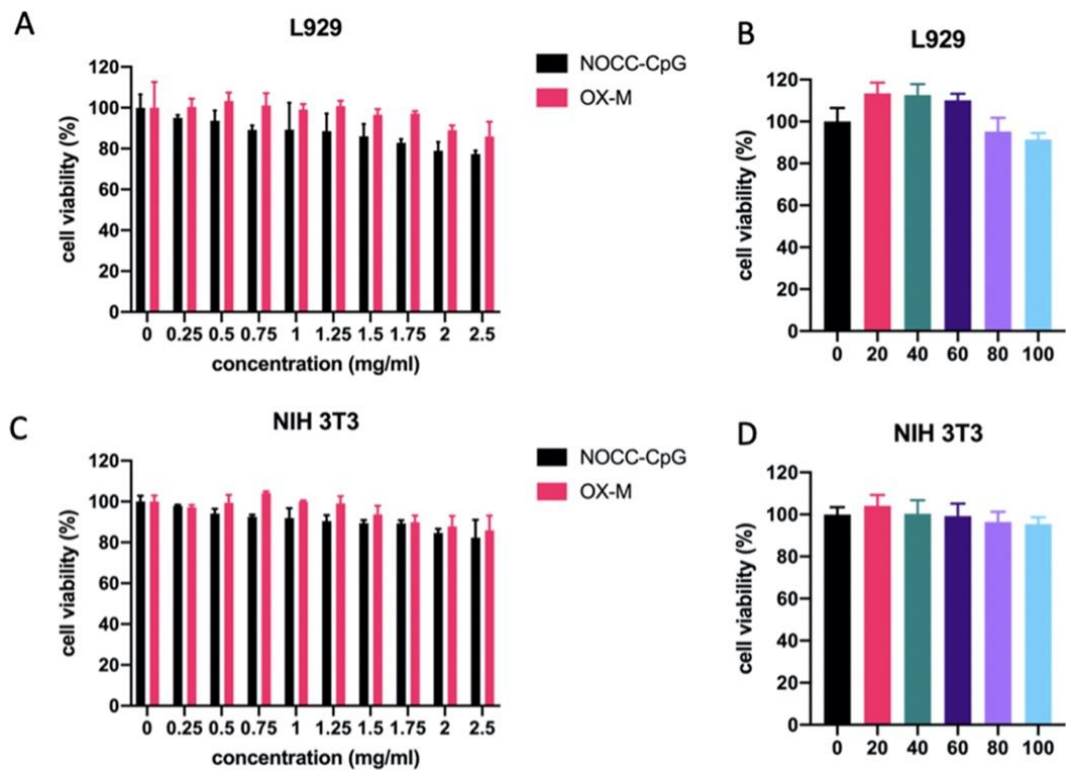 A
L929
NOCC-CpG
OX-M
120
100
80
60
40
20
0
cell viability (%)
0 0.25 0.5 0.75 1 1.25 1.5 1.75 2 2.5
concentration (mg/ml)
B
L929
120
100
80
60
40
20
0
cell viability (%)
0 20 40 60 80 100
C
NIH 3T3
NOCC-CpG
OX-M
120
100
80
60
40
20
0
cell viability (%)
0 0.25 0.5 0.75 1 1.25 1.5 1.75 2 2.5
concentration (mg/ml)
D
NIH 3T3
120
100
80
60
40
20
0
cell viability (%)
0 20 40 60 80 100